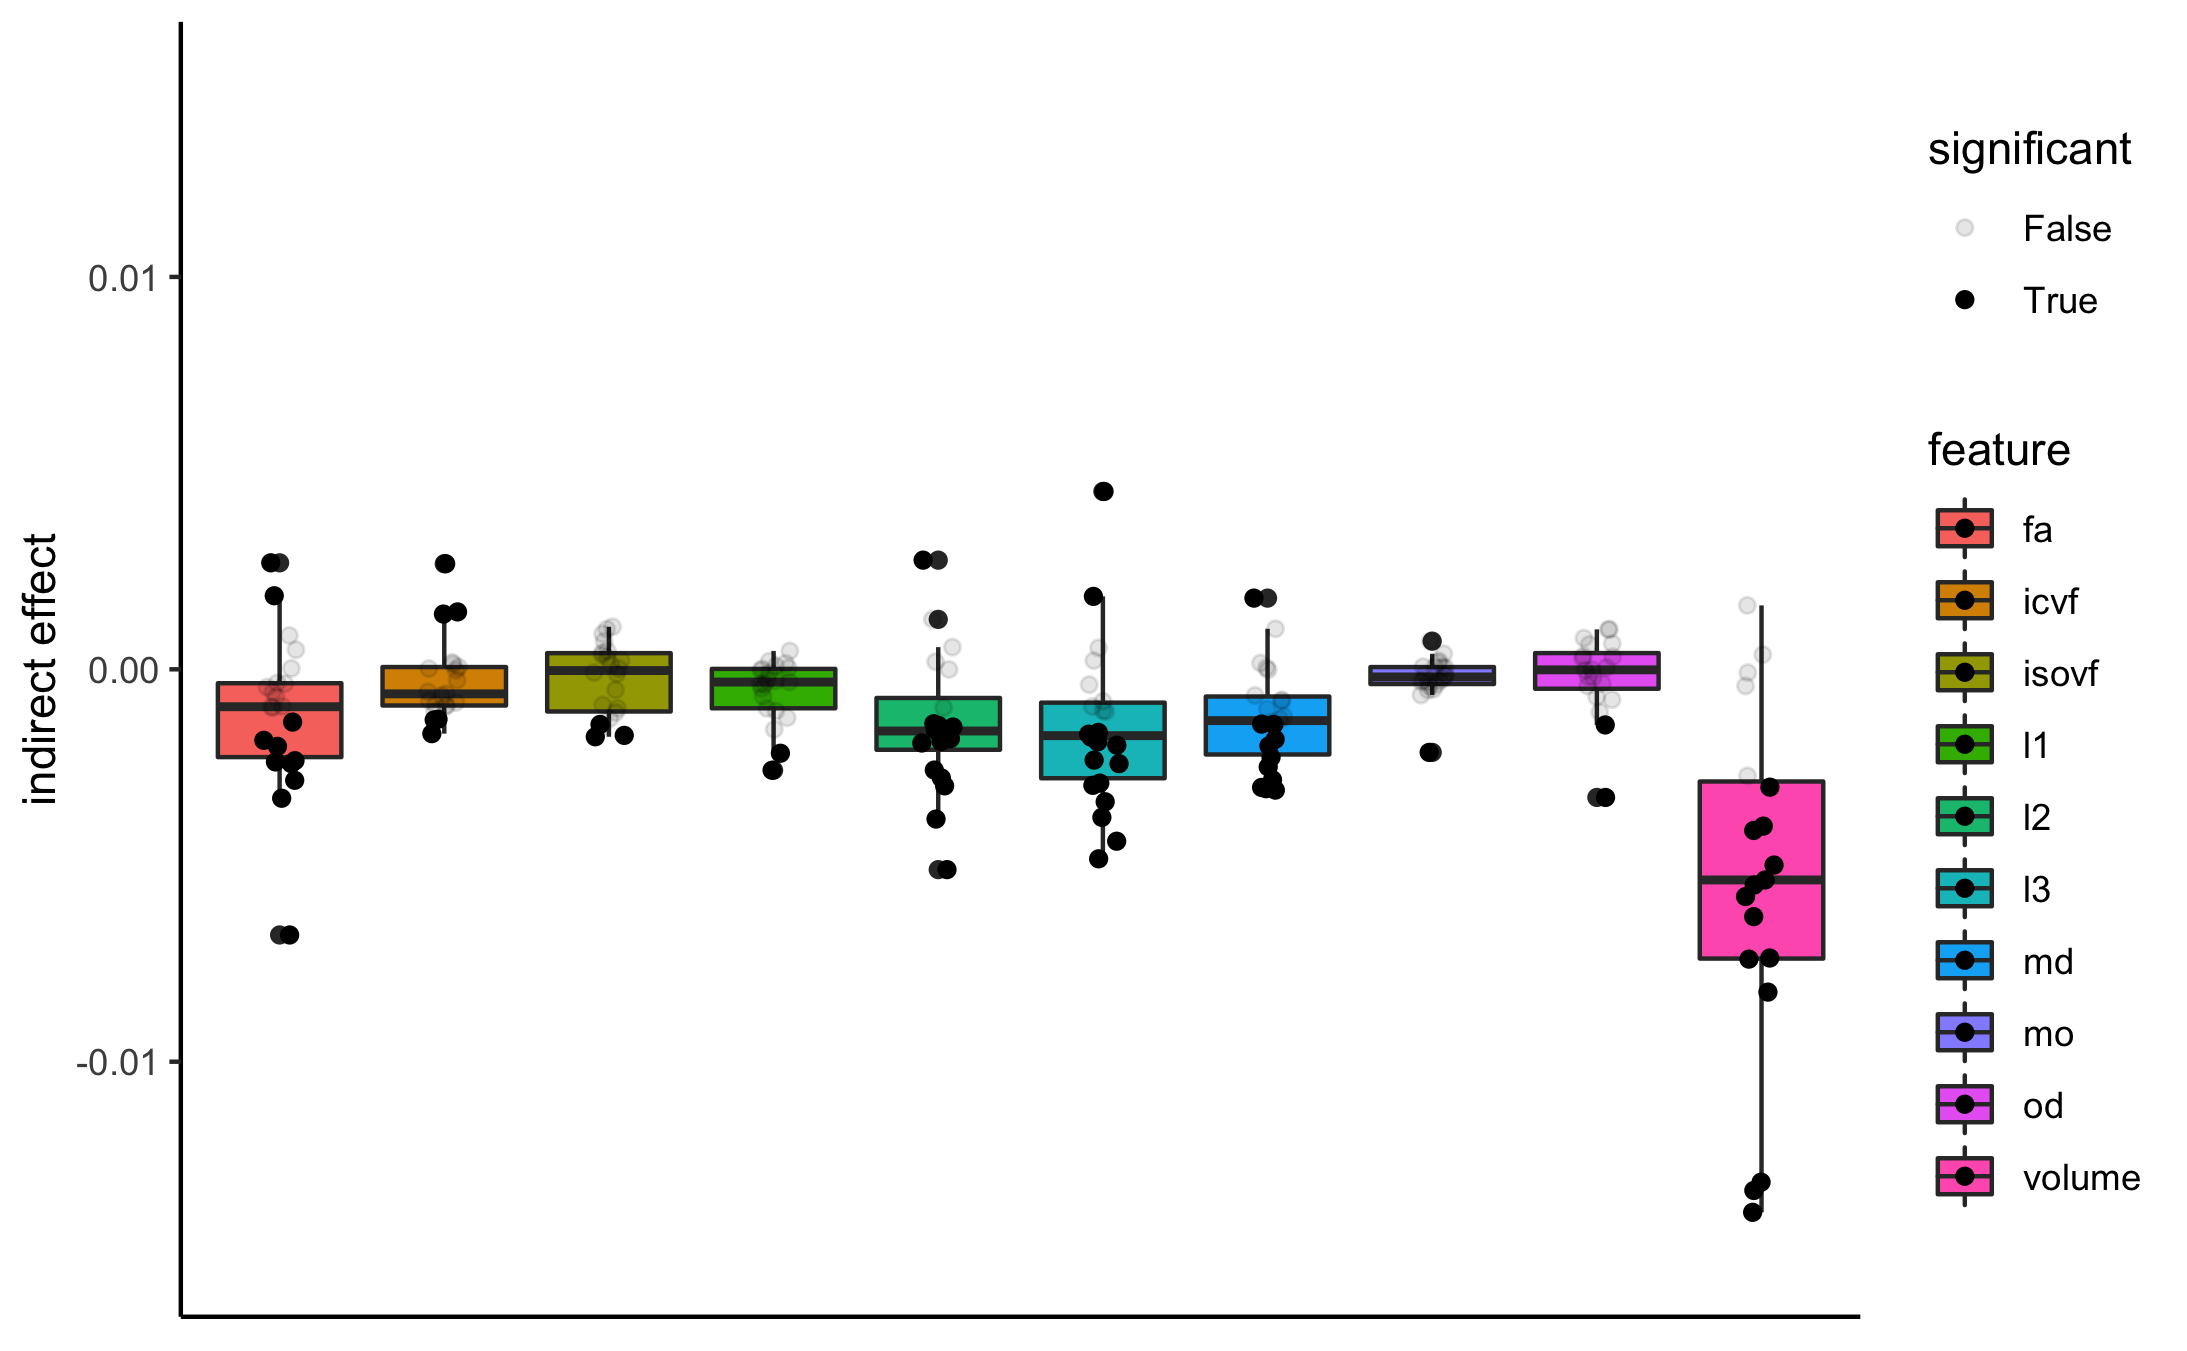 indirect effect
0.01
0.00
-0.01
significant
False
True
feature
fa
icvf
isovf
l1
l2
l3
md
mo
od
volume